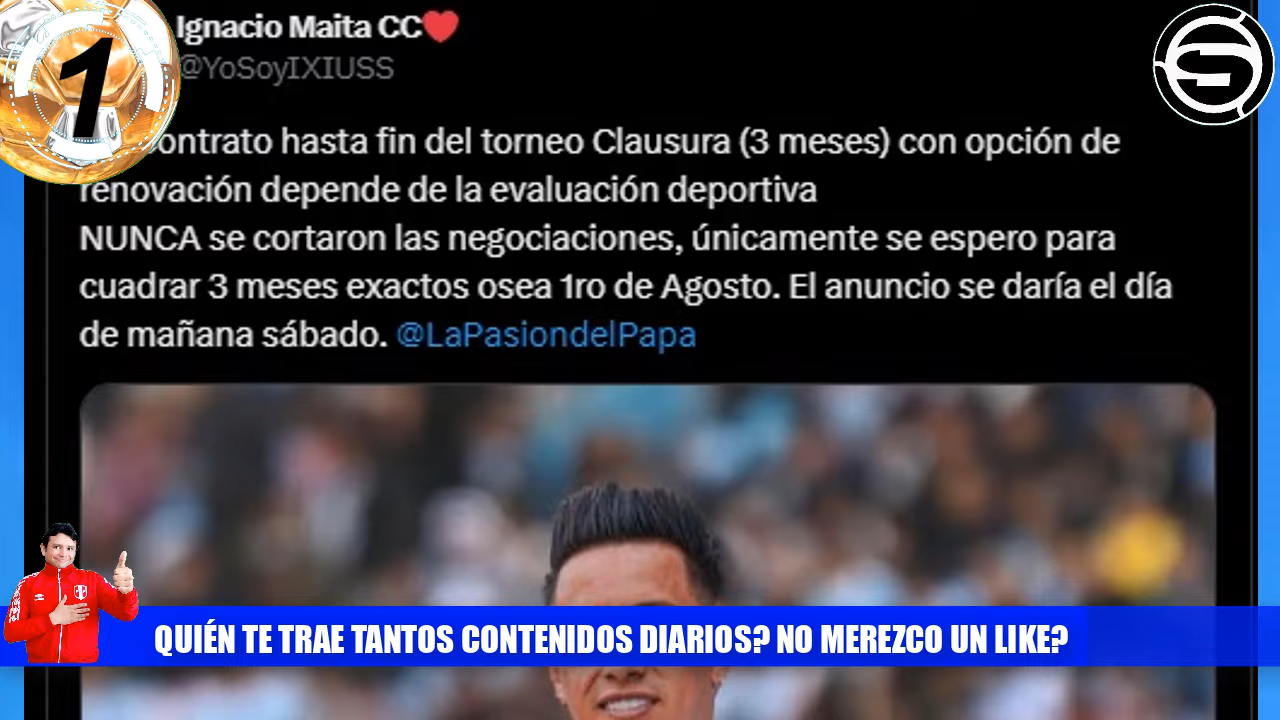 1
Ignacio Maita CC❤️
@YoSoyIXIUSS
ontrato hasta fin del torneo Clausura (3 meses) con opción de
renovación depende de la evaluación deportiva
NUNCA se cortaron las negociaciones, únicamente se espero para
cuadrar 3 meses exactos osea 1ro de Agosto. El anuncio se daría el día
de mañana sábado. @LaPasiondelPapa
QUIÉN TE TRAE TANTOS CONTENIDOS DIARIOS? NO MEREZCO UN LIKE?